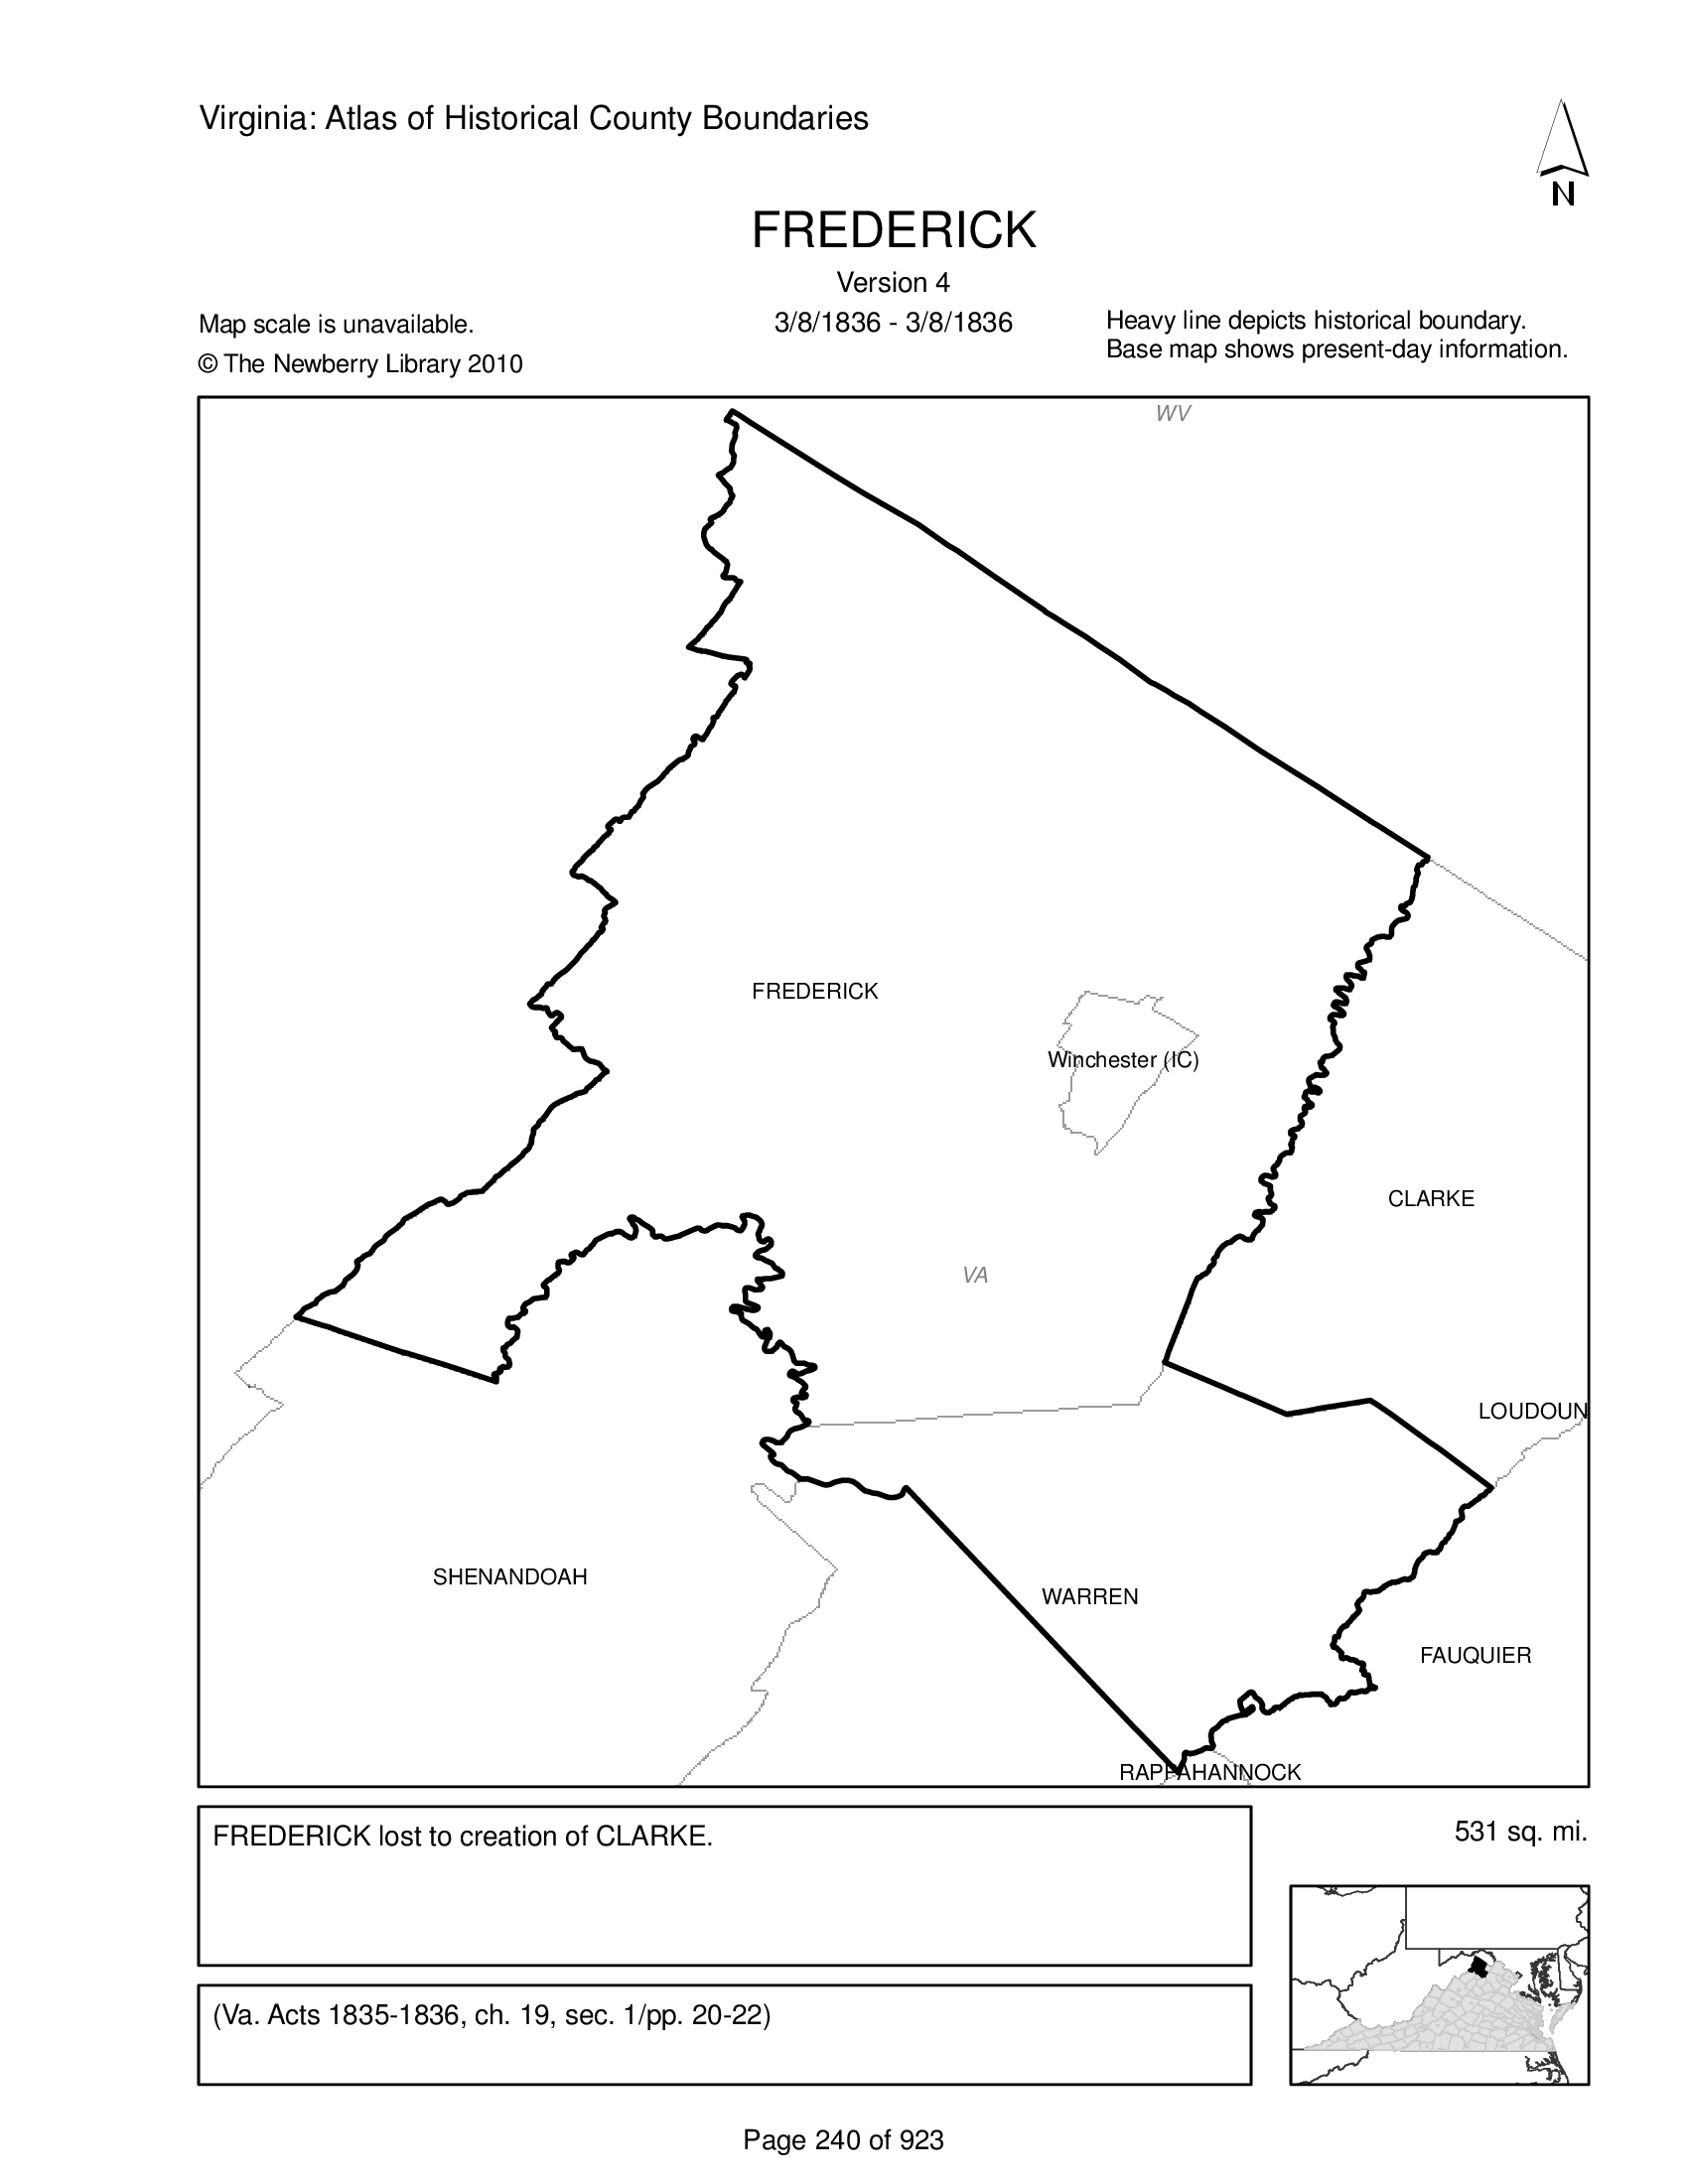 Virginia: Atlas of Historical County Boundaries
N
FREDERICK
Version 4
3/8/1836 - 3/8/1836
Map scale is unavailable.
© The Newberry Library 2010
Heavy line depicts historical boundary.
Base map shows present-day information.
WV
FREDERICK
Winchester (IC)
CLARKE
VA
LOUDOUN
SHENANDOAH
WARREN
FAUQUIER
RAPPAHANNOCK
FREDERICK lost to creation of CLARKE.
531 sq. mi.
(Va. Acts 1835-1836, ch. 19, sec. 1/pp. 20-22)
Page 240 of 923